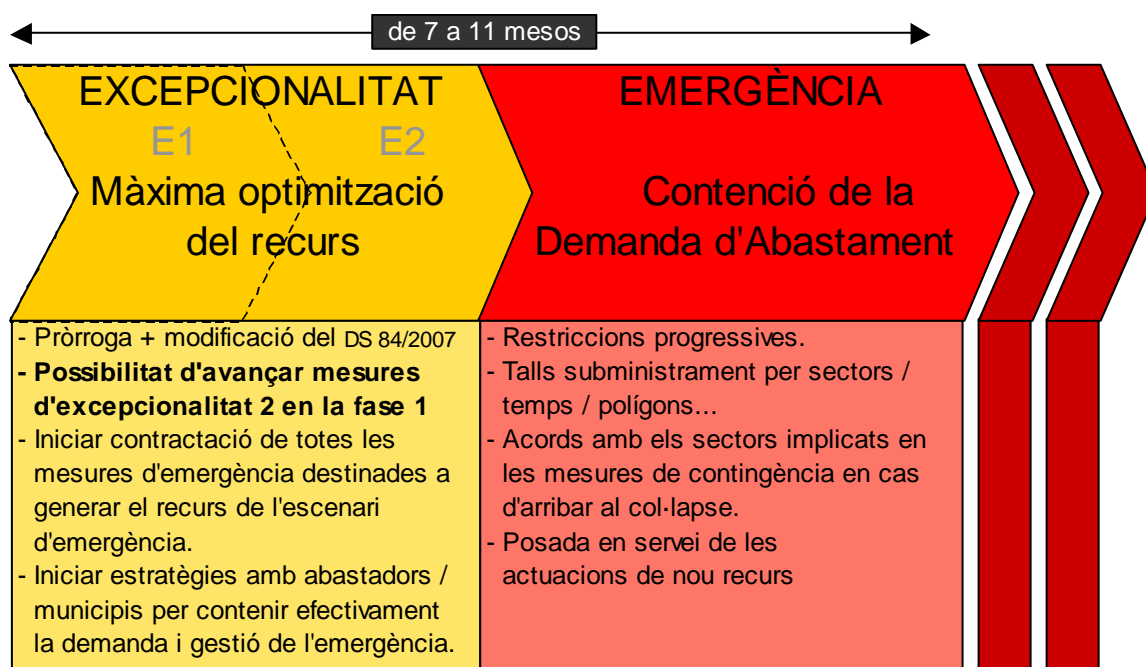 de 7 a 11 mesos
EXCEPCIONALITAT
E1 E2
Màxima optimització
del recurs
- Pròrroga + modificació del DS 84/2007
- Possibilitat d'avançar mesures
d'excepcionalitat 2 en la fase 1
- Iniciar contractació de totes les
mesures d'emergència destinades a
generar el recurs de l'escenari
d'emergència.
- Iniciar estratègies amb abastadors /
municipis per contenir efectivament
la demanda i gestió de l'emergència.
EMERGÈNCIA
Contenció de la
Demanda d'Abastament
- Restriccions progressives.
- Talls subministrament per sectors /
temps / polígons...
- Acords amb els sectors implicats en
les mesures de contingència en cas
d'arribar al col·lapse.
- Posada en servei de les
actuacions de nou recurs